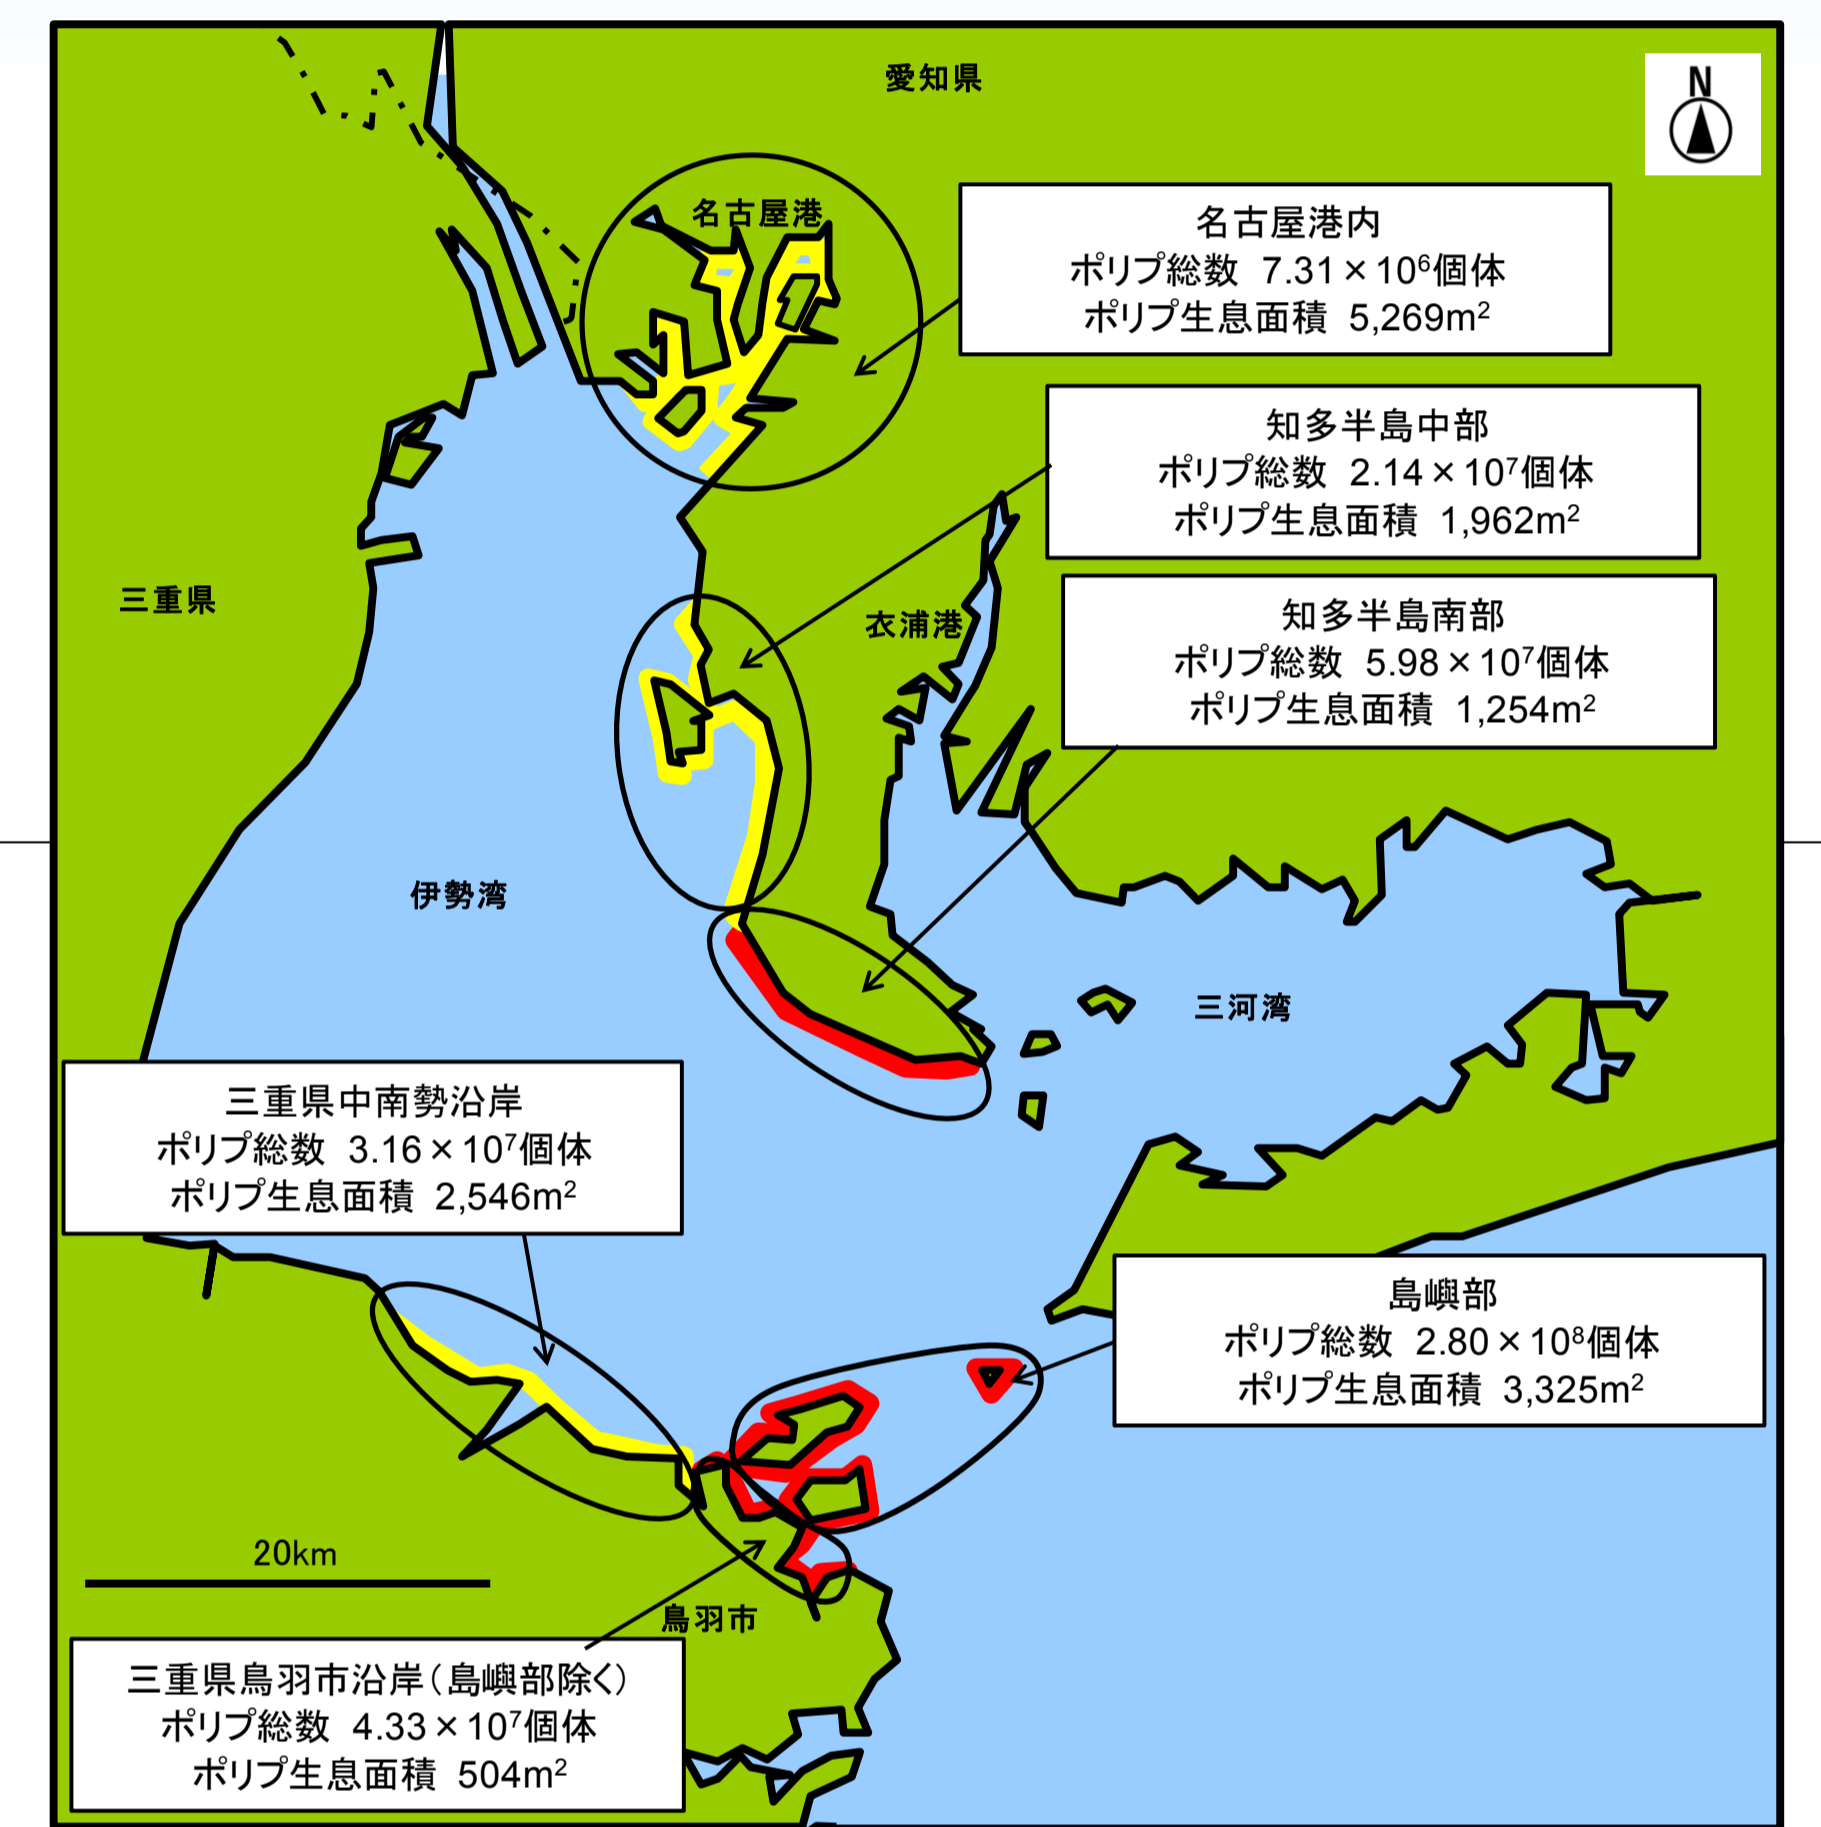 愛知県
N
名古屋港
名古屋港内
ポリプ総数 7.31×10⁶個体
ポリプ生息面積 5,269m²
知多半島中部
ポリプ総数 2.14×10⁷個体
ポリプ生息面積 1,962m²
三重県
衣浦港
知多半島南部
ポリプ総数 5.98×10⁷個体
ポリプ生息面積 1,254m²
伊勢湾
三河湾
三重県中南勢沿岸
ポリプ総数 3.16×10⁷個体
ポリプ生息面積 2,546m²
島嶼部
ポリプ総数 2.80×10⁸個体
ポリプ生息面積 3,325m²
20km
鳥羽市
三重県鳥羽市沿岸(島嶼部除く)
ポリプ総数 4.33×10⁷個体
ポリプ生息面積 504m²